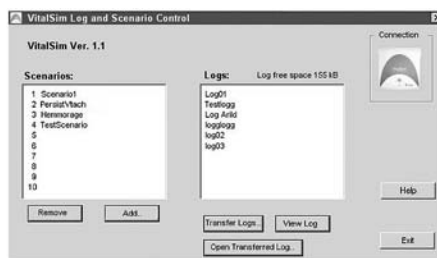 VitalSim Log and Scenario Control
VitalSim Ver. 1.1
Connection
Scenarios:
Logs:
Log free space 155 kB
1 Scenario1
2 PersistVtach
3 Hemmorage
4 TestScenario
5
6
7
8
9
10
Log01
Testlogg
Log Arild
logglogg
log02
log03
Remove
Add..
Transfer Logs..
View Log
Open Transferred Log..
Help
Exit